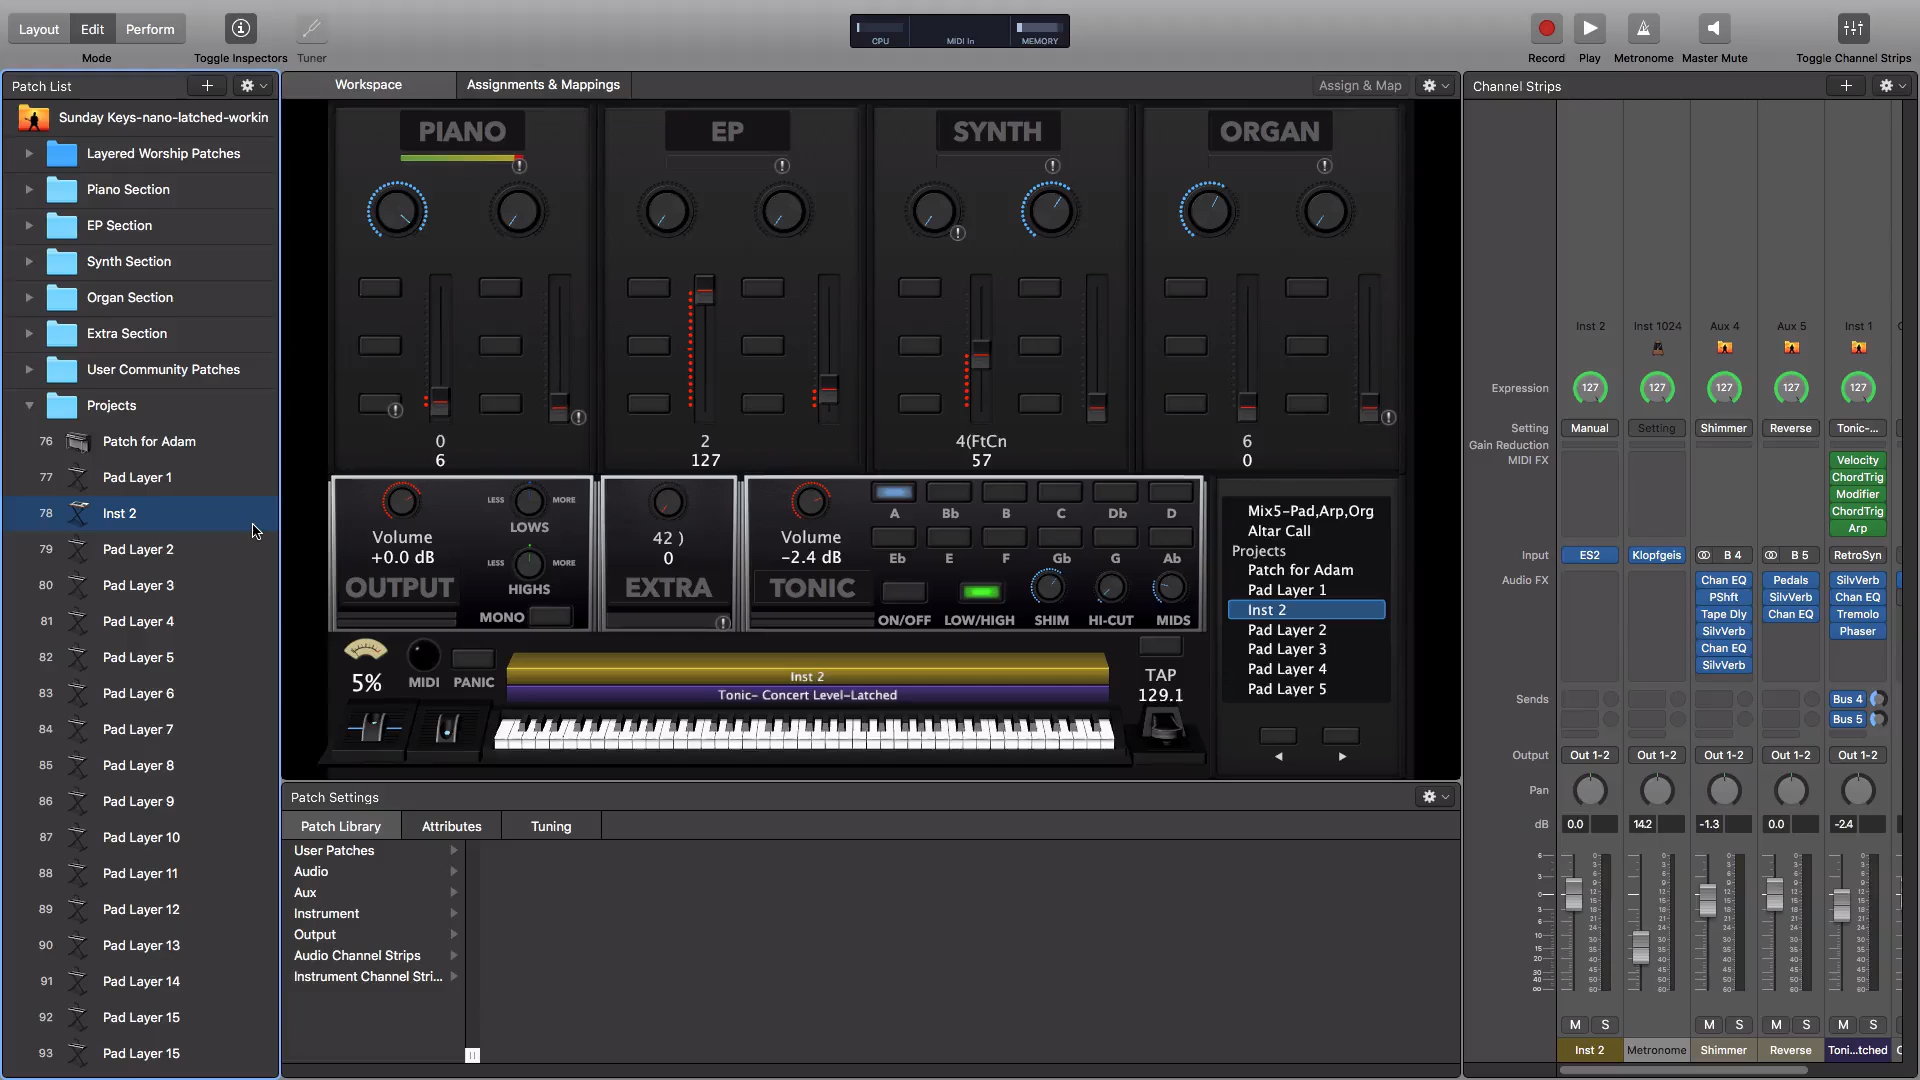 Layout Edit Perform
Mode
Toggle Inspectors
Tuner
CPU
MIDI In
MEMORY
Record
Play
Metronome
Master Mute
Toggle Channel Strips
Patch List
Sunday Keys-nano-latched-workin
Layered Worship Patches
Piano Section
EP Section
Synth Section
Organ Section
Extra Section
User Community Patches
Projects
76 Patch for Adam
77 Pad Layer 1
78 Inst 2
79 Pad Layer 2
80 Pad Layer 3
81 Pad Layer 4
82 Pad Layer 5
83 Pad Layer 6
84 Pad Layer 7
85 Pad Layer 8
86 Pad Layer 9
87 Pad Layer 10
88 Pad Layer 11
89 Pad Layer 12
90 Pad Layer 13
91 Pad Layer 14
92 Pad Layer 15
93 Pad Layer 15
Workspace
Assignments & Mappings
Assign & Map
PIANO
EP
SYNTH
ORGAN
0
6
2
127
4(FtCn
57
6
0
Volume
+0.0 dB
OUTPUT
LESS MORE
LOWS
LESS MORE
HIGHS
MONO
42 )
0
EXTRA
Volume
-2.4 dB
TONIC
A Bb B C Db D
Eb E F Gb G Ab
ON/OFF LOW/HIGH SHIM HI-CUT MIDS
5%
MIDI PANIC
Inst 2
Tonic- Concert Level-Latched
TAP
129.1
Mix5-Pad,Arp,Org
Altar Call
Projects
Patch for Adam
Pad Layer 1
Inst 2
Pad Layer 2
Pad Layer 3
Pad Layer 4
Pad Layer 5
Patch Settings
Patch Library
Attributes
Tuning
User Patches
Audio
Aux
Instrument
Output
Audio Channel Strips
Instrument Channel Stri...
Channel Strips
Inst 2 Inst 1024 Aux 4 Aux 5 Inst 1
Expression 127 127 127 127 127
Setting Manual Setting Shimmer Reverse Tonic-...
Gain Reduction
MIDI FX
Velocity
ChordTrig
Modifier
ChordTrig
Arp
Input ES2 Klopfgeis B 4 B 5 RetroSyn
Audio FX
Chan EQ
PShft
Tape Dly
SilvVerb
Chan EQ
SilvVerb
Pedals
SilvVerb
Chan EQ
SilvVerb
Chan EQ
Tremolo
Phaser
Sends
Bus 4
Bus 5
Output Out 1-2 Out 1-2 Out 1-2 Out 1-2 Out 1-2
Pan
dB 0.0 14.2 -1.3 0.0 -2.4
M S M S M S M S
Inst 2 Metronome Shimmer Reverse Toni...tched